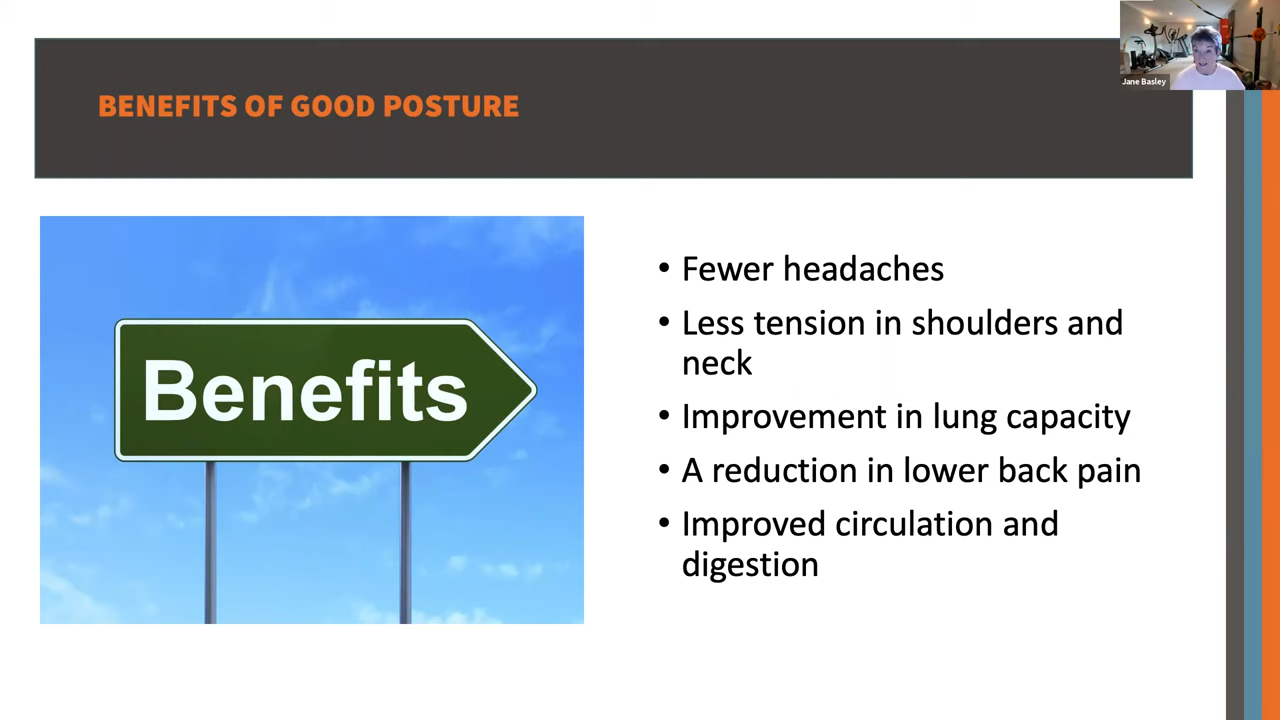 Jane Basley
BENEFITS OF GOOD POSTURE
Benefits
• Fewer headaches
• Less tension in shoulders and
neck
• Improvement in lung capacity
• A reduction in lower back pain
• Improved circulation and
digestion